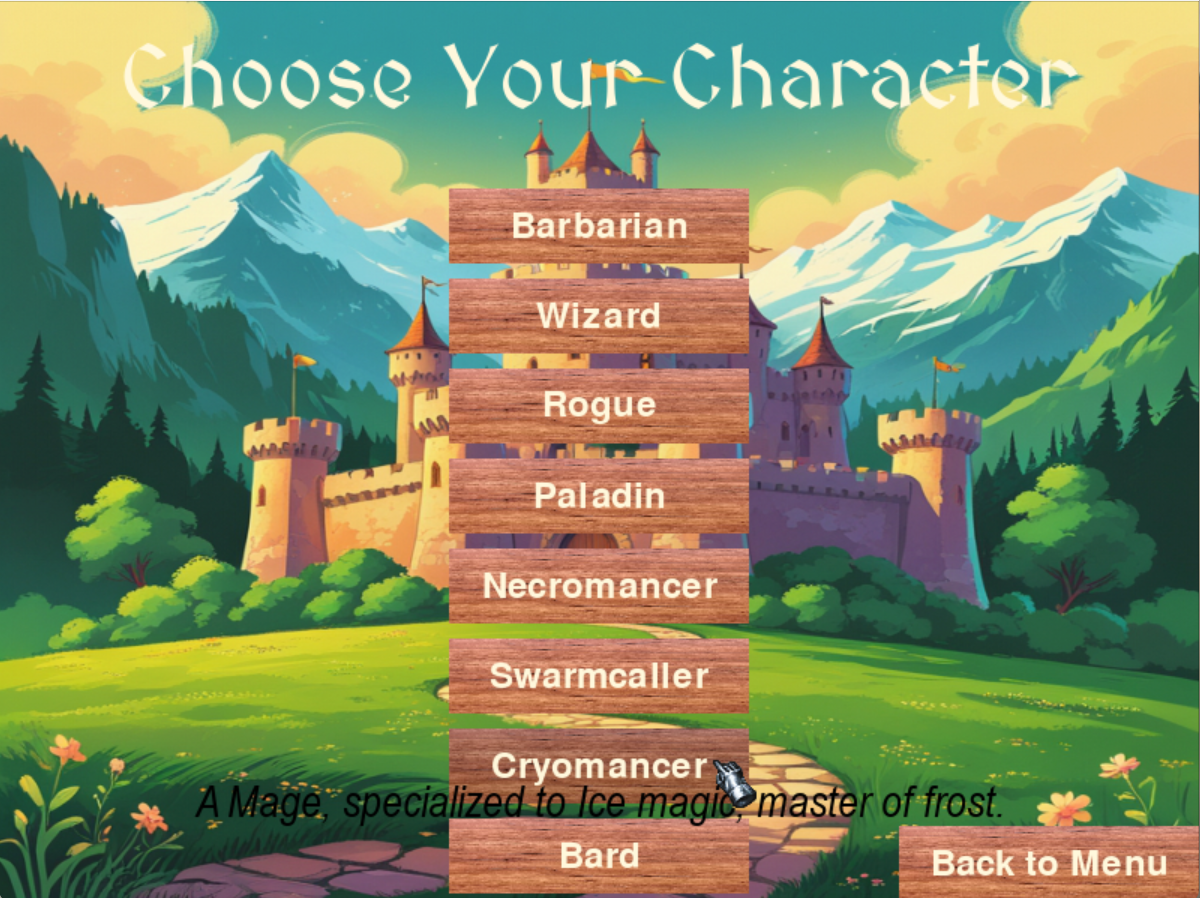 Choose Your Character
Barbarian
Wizard
Rogue
Paladin
Necromancer
Swarmcaller
Cryomancer
A Mage, specialized to Ice magic, master of frost.
Bard
Back to Menu